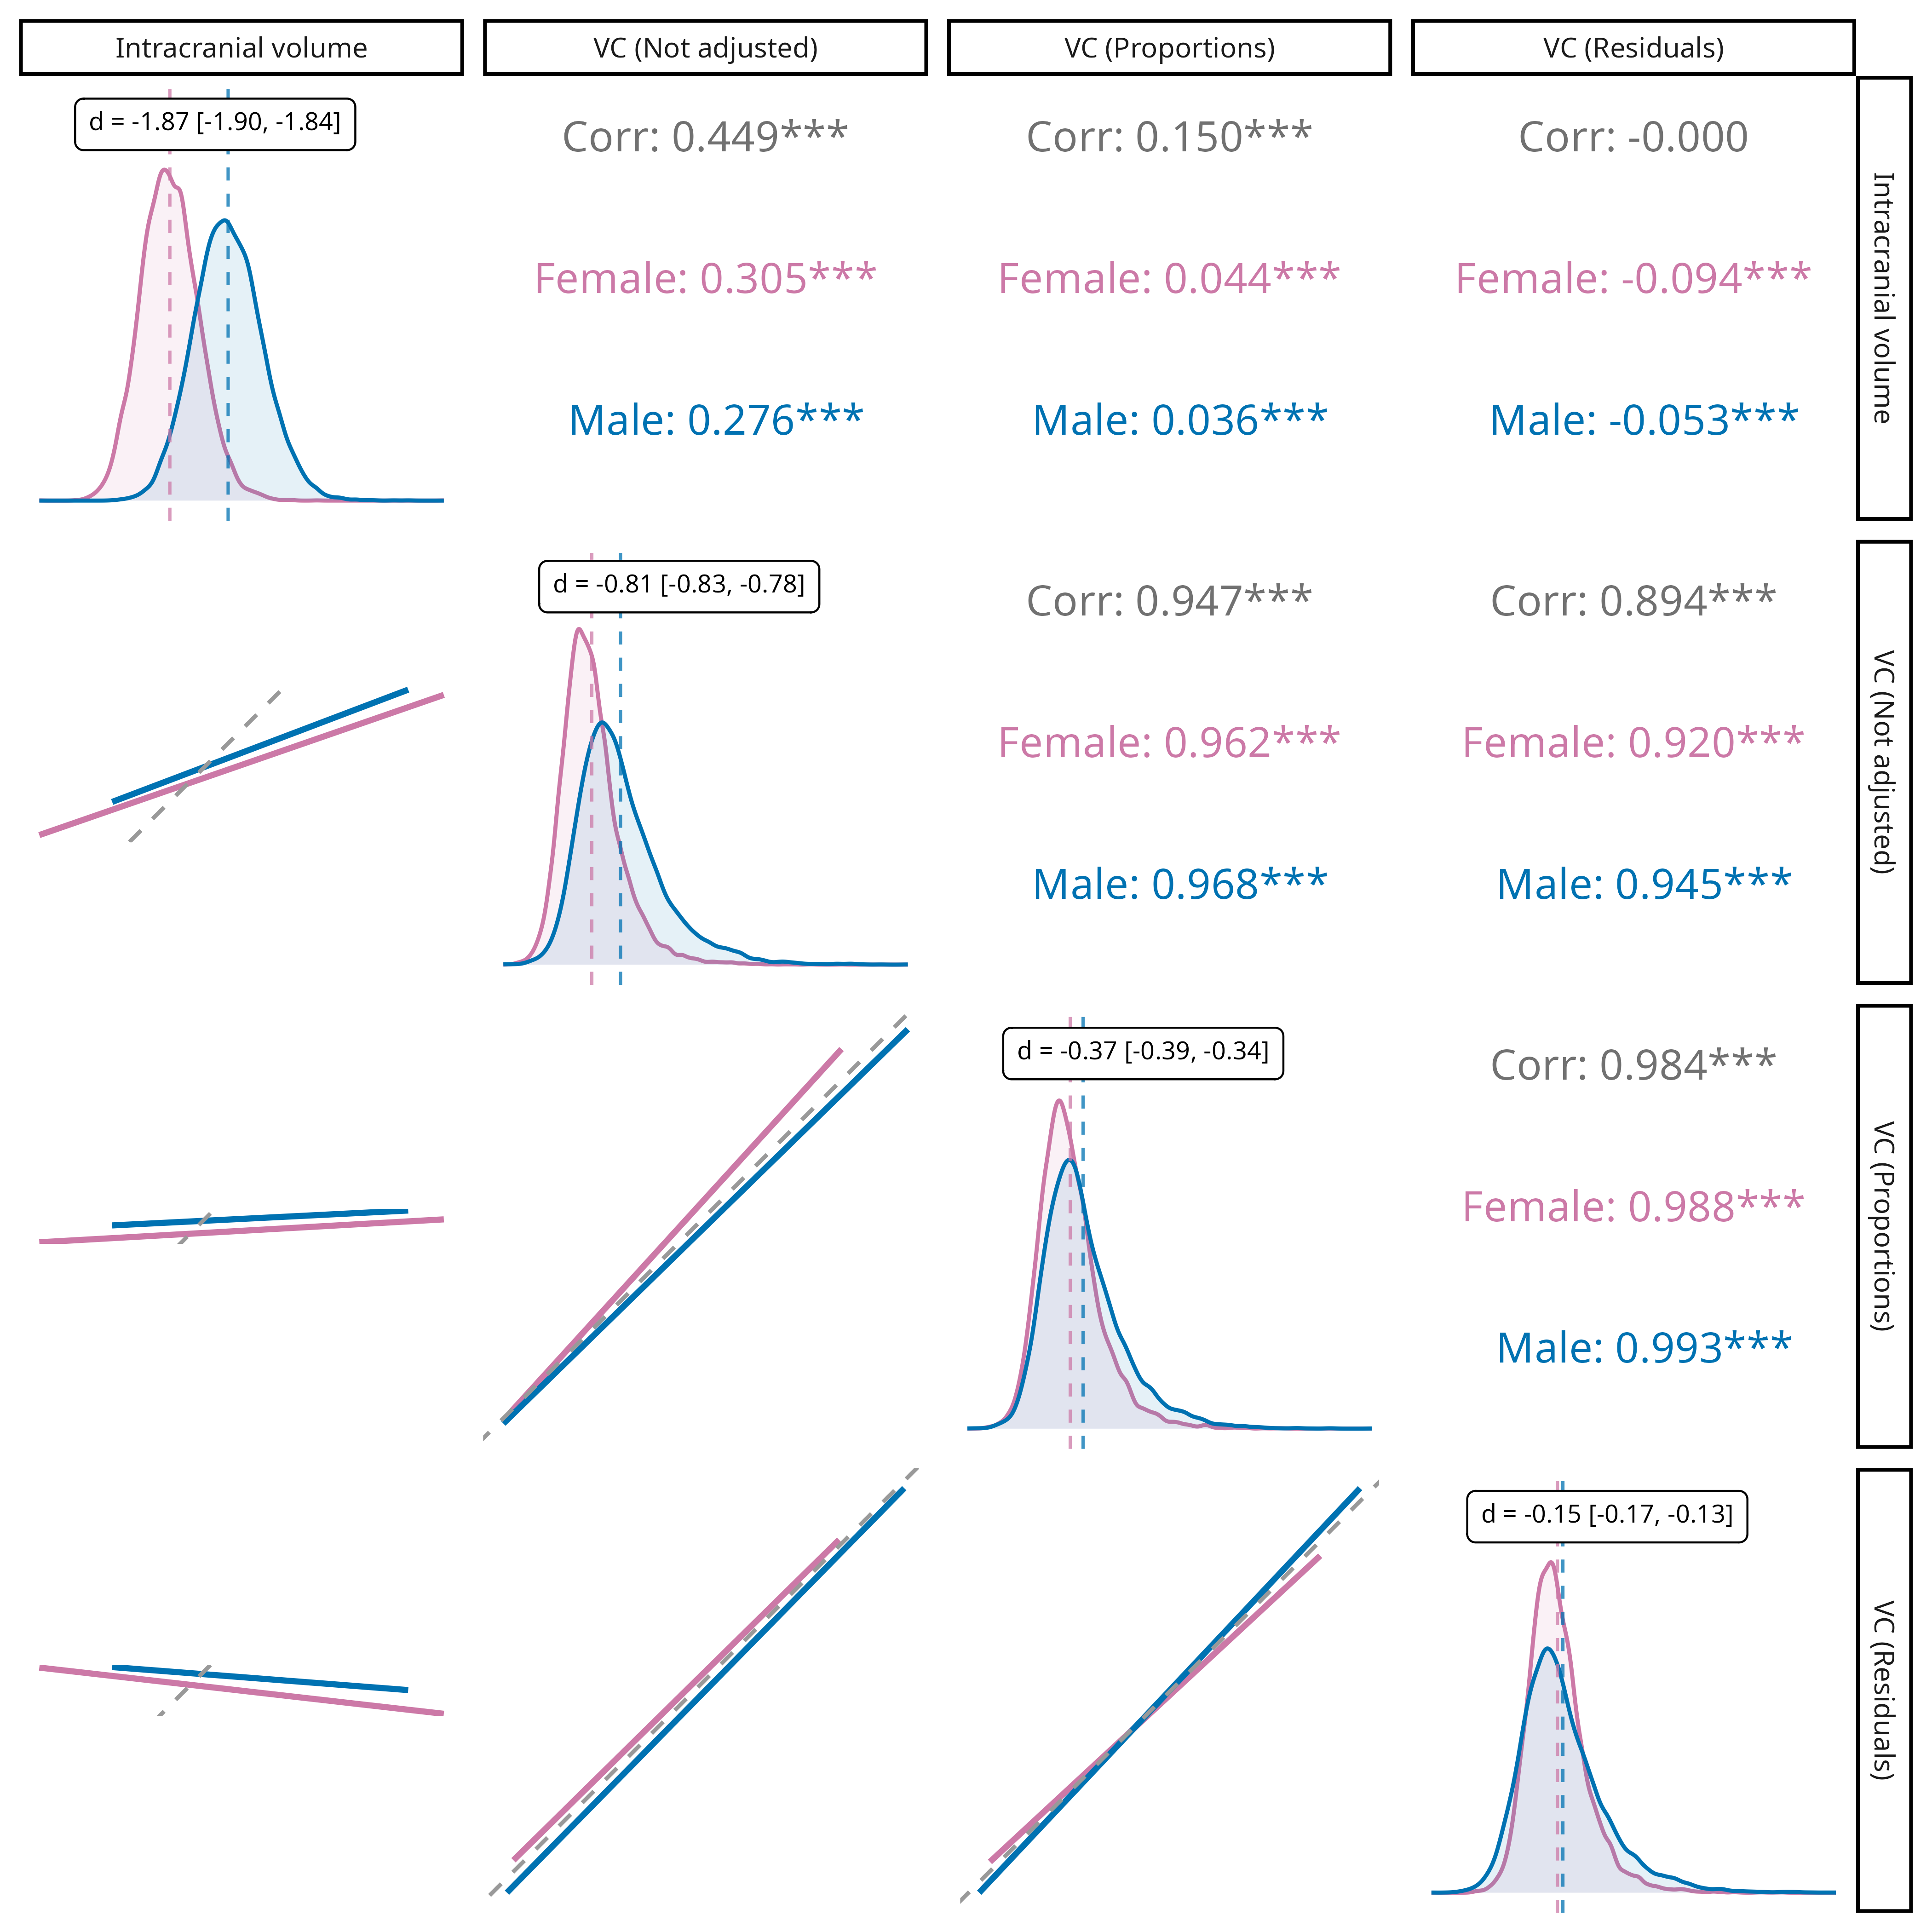 Intracranial volume
VC (Not adjusted)
VC (Proportions)
VC (Residuals)
d = -1.87 [-1.90, -1.84]
Corr: 0.449***
Corr: 0.150***
Corr: -0.000
Female: 0.305***
Female: 0.044***
Female: -0.094***
Male: 0.276***
Male: 0.036***
Male: -0.053***
Intracranial volume
d = -0.81 [-0.83, -0.78]
Corr: 0.947***
Corr: 0.894***
Female: 0.962***
Female: 0.920***
Male: 0.968***
Male: 0.945***
VC (Not adjusted)
d = -0.37 [-0.39, -0.34]
Corr: 0.984***
Female: 0.988***
Male: 0.993***
VC (Proportions)
d = -0.15 [-0.17, -0.13]
VC (Residuals)